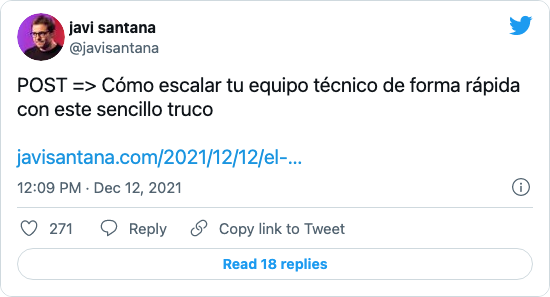 javi santana
@javisantana
POST => Cómo escalar tu equipo técnico de forma rápida
con este sencillo truco
javisantana.com/2021/12/12/el-...
12:09 PM · Dec 12, 2021
271 Reply Copy link to Tweet
Read 18 replies